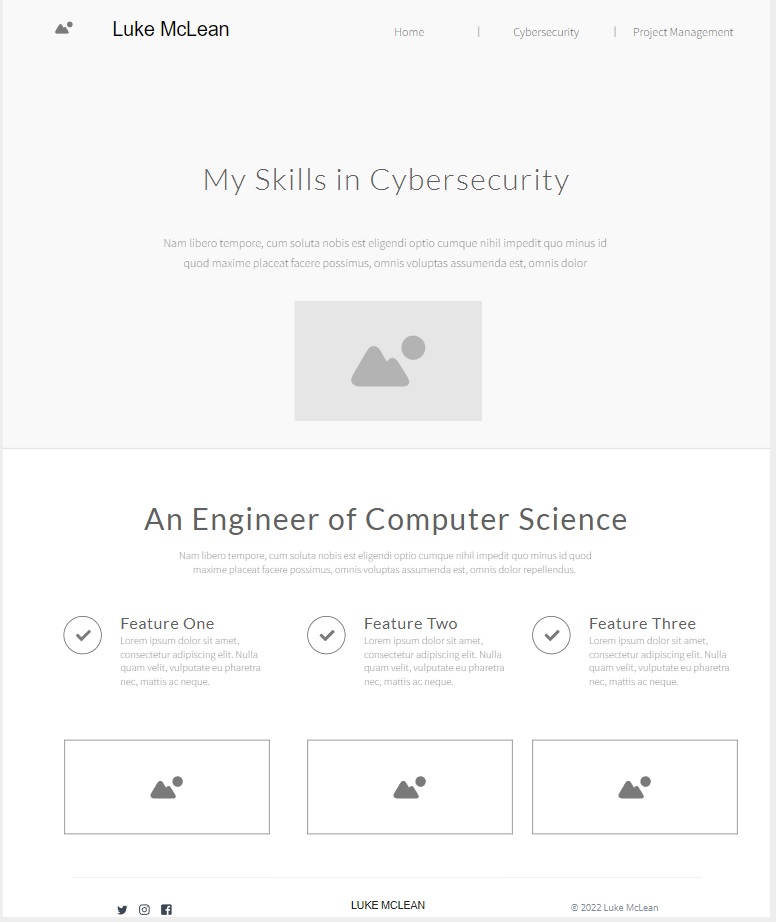 Luke McLean
Home | Cybersecurity | Project Management
My Skills in Cybersecurity
Nam libero tempore, cum soluta nobis est eligendi optio cumque nihil impedit quo minus id
quod maxime placeat facere possimus, omnis voluptas assumenda est, omnis dolor
An Engineer of Computer Science
Nam libero tempore, cum soluta nobis est eligendi optio cumque nihil impedit quo minus id quod
maxime placeat facere possimus, omnis voluptas assumenda est, omnis dolor repellendus.
Feature One
Lorem ipsum dolor sit amet,
consectetur adipiscing elit. Nulla
quam velit, vulputate eu pharetra
nec, mattis ac neque.
Feature Two
Lorem ipsum dolor sit amet,
consectetur adipiscing elit. Nulla
quam velit, vulputate eu pharetra
nec, mattis ac neque.
Feature Three
Lorem ipsum dolor sit amet,
consectetur adipiscing elit. Nulla
quam velit, vulputate eu pharetra
nec, mattis ac neque.
LUKE MCLEAN
© 2022 Luke McLean